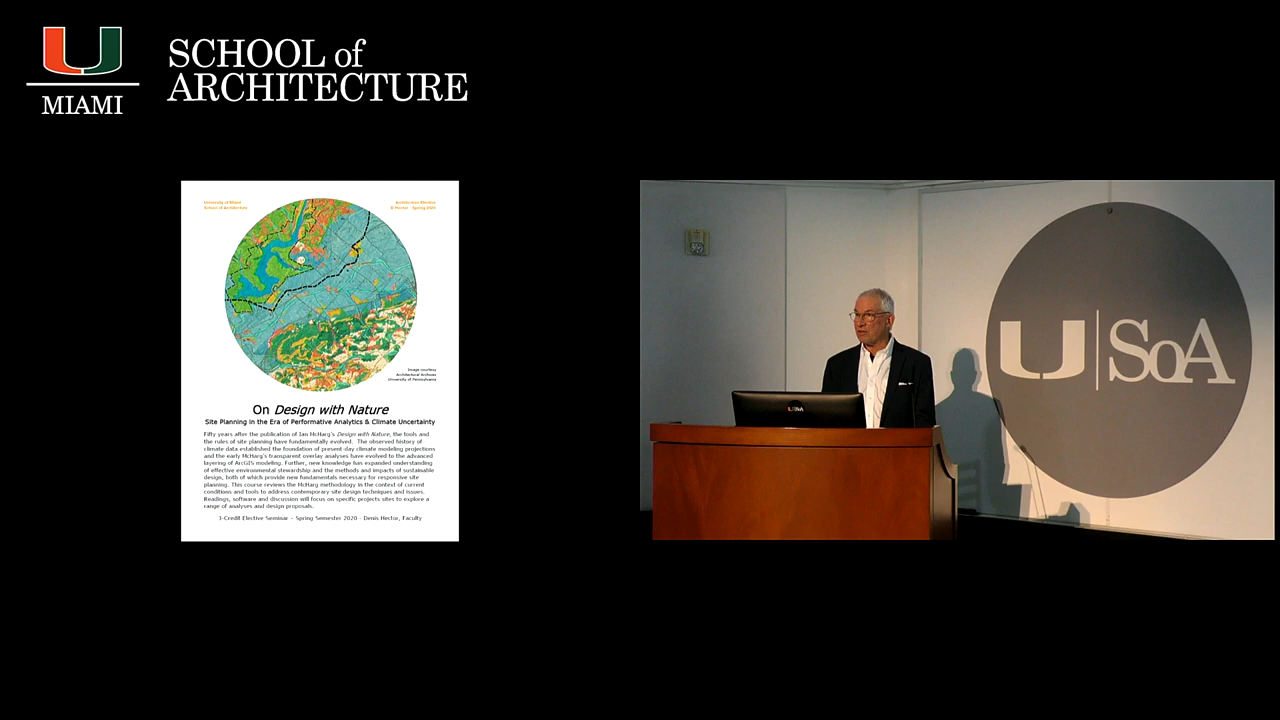 MIAMI
SCHOOL of
ARCHITECTURE
University of Miami
School of Architecture
Architecture Elective
D Hector Spring 2020
Image courtesy
Architectural Archives
University of Pennsylvania
On Design with Nature
Site Planning in the Era of Performative Analytics & Climate Uncertainty
Fifty years after the publication of Ian McHarg's Design with Nature, the tools and
the rules of site planning have fundamentally evolved. The observed history of
climate data established the foundation of present-day climate modeling projections
and the early McHarg's transparent overlay analyses have evolved to the advanced
layering of ArcGIS modeling. Further, new knowledge has expanded understanding
of effective environmental stewardship and the methods and impacts of sustainable
design, both of which provide new fundamentals necessary for responsive site
planning. This course reviews the McHarg methodology in the context of current
conditions and tools to address contemporary site design techniques and issues.
Readings, software and discussion will focus on specific projects sites to explore a
range of analyses and design proposals.
3-Credit Elective Seminar – Spring Semester 2020 - Denis Hector, Faculty
U|SoA
U SoA